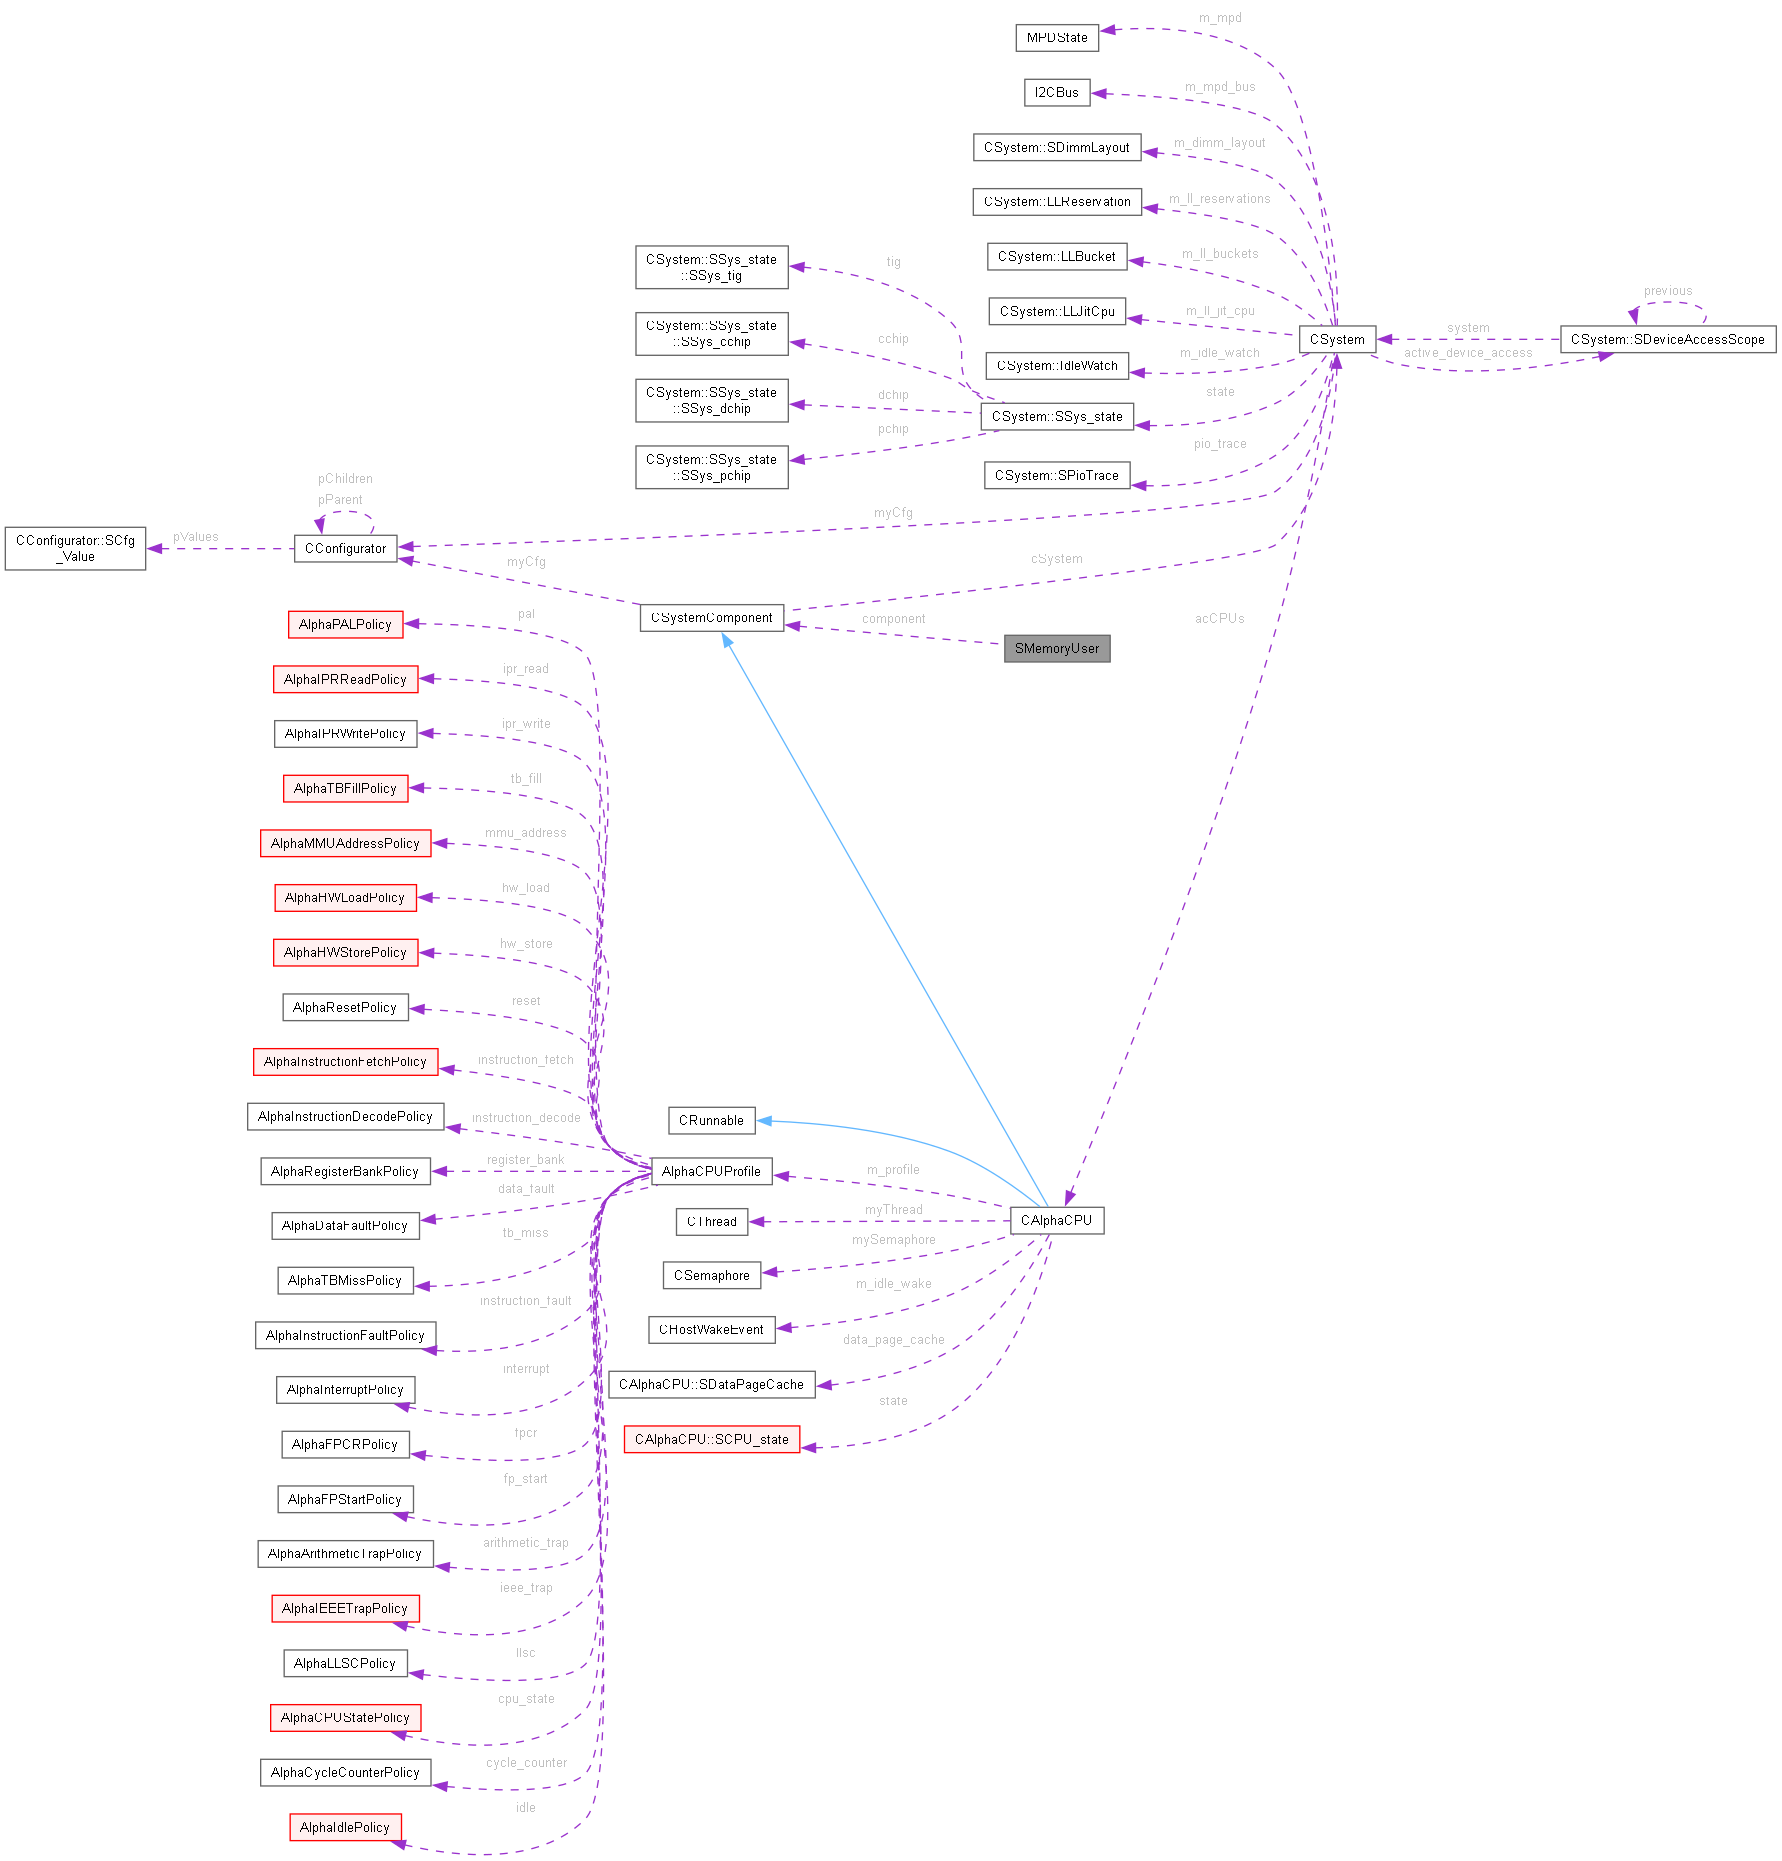 m_mpd
MPDState
m_mpd_bus
I2CBus
m_dimm_layout
CSystem::SDimmLayout
m_ll_reservations
CSystem::LLReservation
m_ll_buckets
CSystem::LLBucket
m_ll_jit_cpu
CSystem::LLJitCpu
m_idle_watch
CSystem::IdleWatch
state
CSystem::SSys_state
pio_trace
CSystem::SPioTrace
CSystem
system
active_device_access
previous
CSystem::SDeviceAccessScope
CSystem::SSys_state
::SSys_tig
tig
CSystem::SSys_state
::SSys_cchip
cchip
CSystem::SSys_state
::SSys_dchip
dchip
CSystem::SSys_state
::SSys_pchip
pchip
pChildren
pParent
CConfigurator
pValues
CConfigurator::SCfg
_Value
myCfg
myCfg
cSystem
CSystemComponent
component
SMemoryUser
acCPUs
AlphaPALPolicy
pal
AlphaIPRReadPolicy
ipr_read
AlphaIPRWritePolicy
ipr_write
AlphaTBFillPolicy
tb_fill
AlphaMMUAddressPolicy
mmu_address
AlphaHWLoadPolicy
hw_load
AlphaHWStorePolicy
hw_store
AlphaResetPolicy
reset
AlphaInstructionFetchPolicy
instruction_fetch
AlphaInstructionDecodePolicy
instruction_decode
AlphaRegisterBankPolicy
register_bank
AlphaDataFaultPolicy
data_fault
AlphaTBMissPolicy
tb_miss
AlphaInstructionFaultPolicy
instruction_fault
AlphaInterruptPolicy
interrupt
AlphaFPCRPolicy
fpcr
AlphaFPStartPolicy
fp_start
AlphaArithmeticTrapPolicy
arithmetic_trap
AlphaIEEETrapPolicy
ieee_trap
AlphaLLSCPolicy
llsc
AlphaCPUStatePolicy
cpu_state
AlphaCycleCounterPolicy
cycle_counter
AlphaIdlePolicy
idle
CRunnable
AlphaCPUProfile
m_profile
CThread
myThread
CAlphaCPU
CSemaphore
mySemaphore
CHostWakeEvent
m_idle_wake
CAlphaCPU::SDataPageCache
data_page_cache
CAlphaCPU::SCPU_state
state